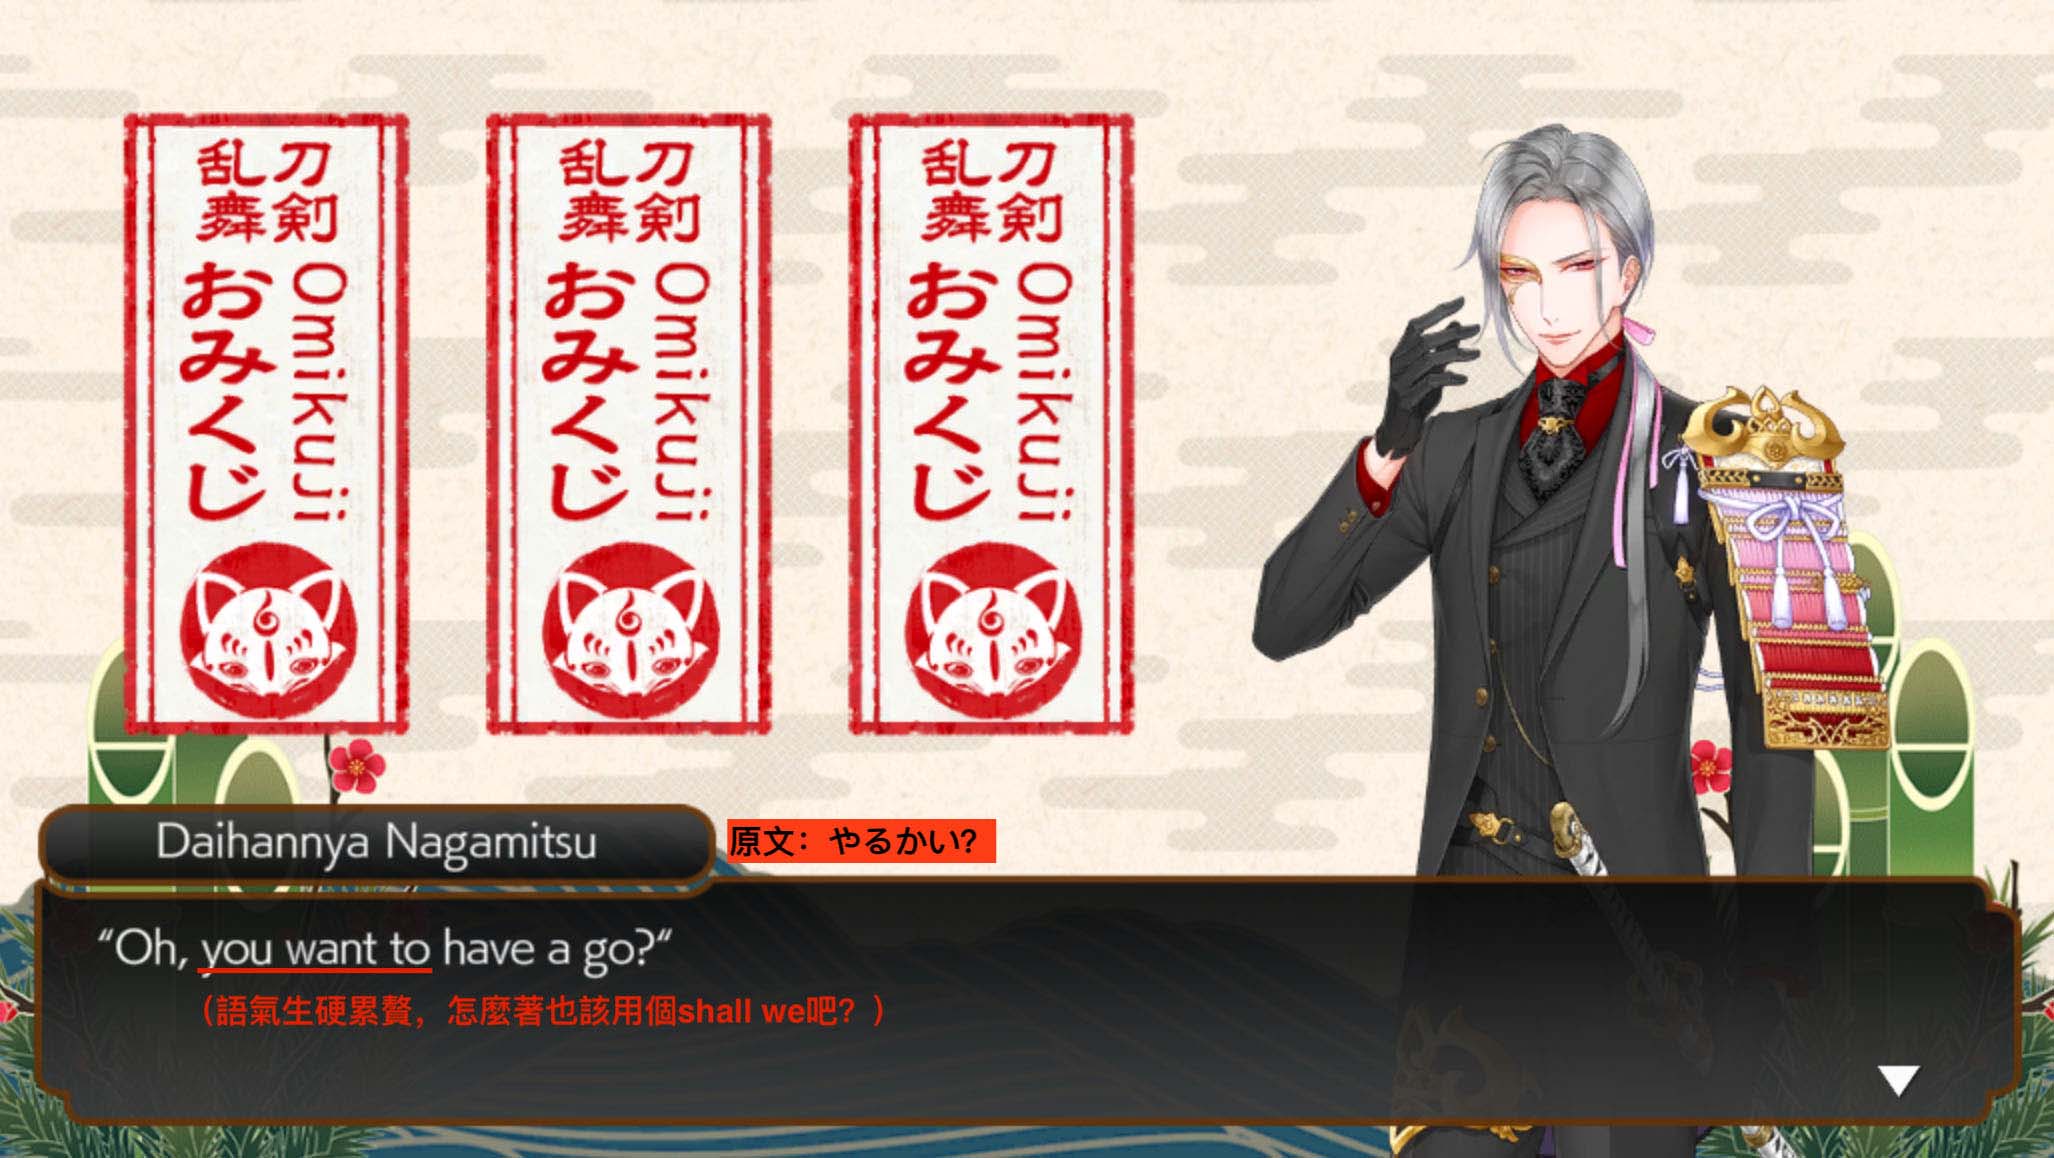 刀剣
乱舞
Omikuji
おみくじ
刀剣
乱舞
Omikuji
おみくじ
刀剣
乱舞
Omikuji
おみくじ
Daihannya Nagamitsu
原文：やるかい?
“Oh, you want to have a go?“
（語氣生硬累贅，怎麼著也該用個shall we吧？）